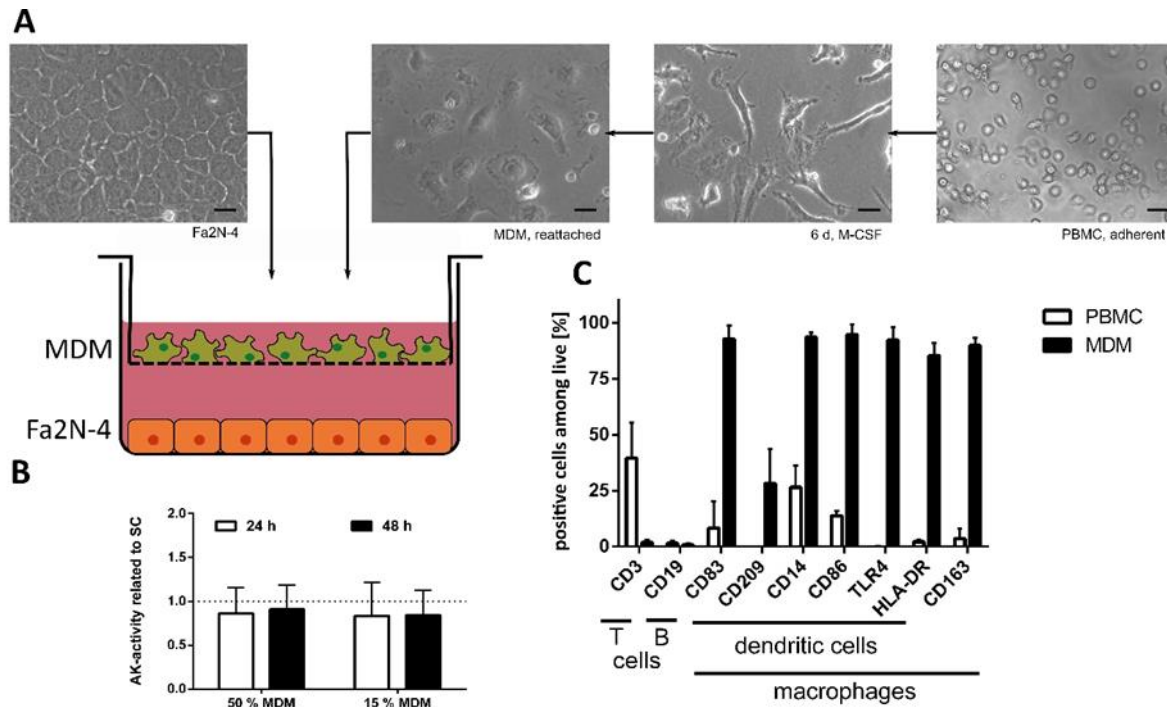 A
Fa2N-4
MDM, reattached
6 d, M-CSF
PBMC, adherent
MDM
Fa2N-4
B
AK-activity related to SC
2.0
1.5
1.0
0.5
0.0
24 h
48 h
50 % MDM
15 % MDM
C
positive cells among live [%]
100
75
50
25
0
PBMC
MDM
CD3
CD19
CD83
CD209
CD14
CD86
TLR4
HLA-DR
CD163
T
B
cells
dendritic cells
macrophages